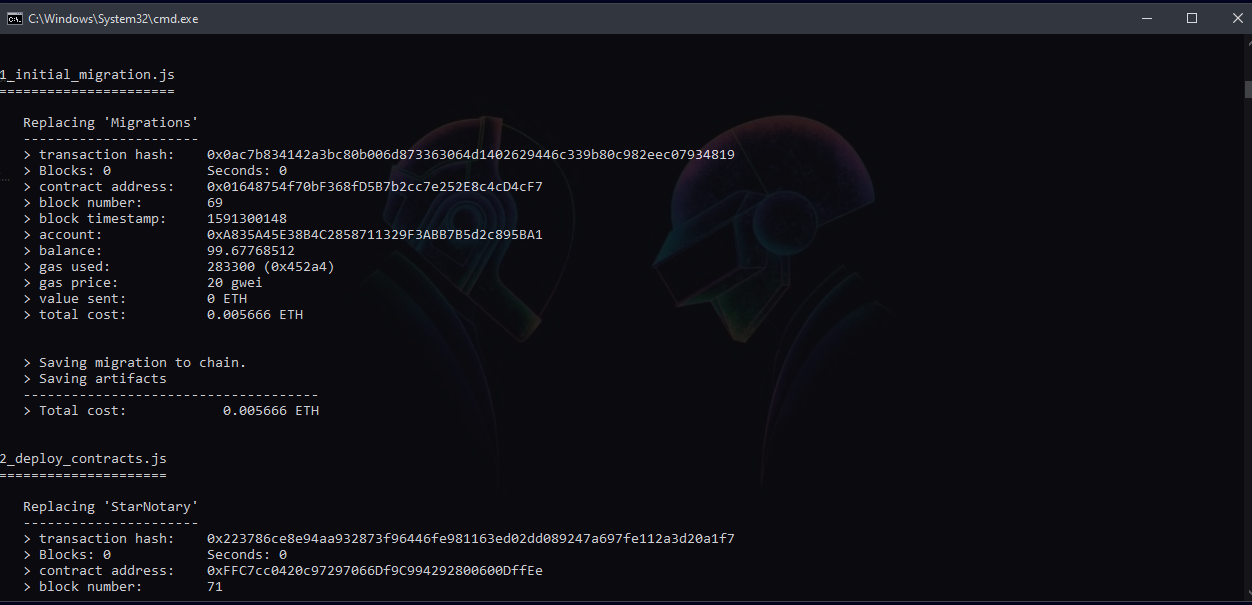 C:\Windows\System32\cmd.exe
1_initial_migration.js
======================
Replacing 'Migrations'
----------------------
> transaction hash:    0x0ac7b834142a3bc80b006d873363064d1402629446c339b80c982eec07934819
> Blocks: 0            Seconds: 0
> contract address:    0x01648754f70bF368fD5B7b2cc7e252E8c4cD4cF7
> block number:        69
> block timestamp:     1591300148
> account:             0xA835A45E38B4C2858711329F3ABB7B5d2c895BA1
> balance:             99.67768512
> gas used:            283300 (0x452a4)
> gas price:           20 gwei
> value sent:          0 ETH
> total cost:          0.005666 ETH
> Saving migration to chain.
> Saving artifacts
-------------------------------------
> Total cost:            0.005666 ETH
2_deploy_contracts.js
=====================
Replacing 'StarNotary'
----------------------
> transaction hash:    0x223786ce8e94aa932873f96446fe981163ed02dd089247a697fe112a3d20a1f7
> Blocks: 0            Seconds: 0
> contract address:    0xFFC7cc0420c97297066Df9C994292800600DffEe
> block number:        71